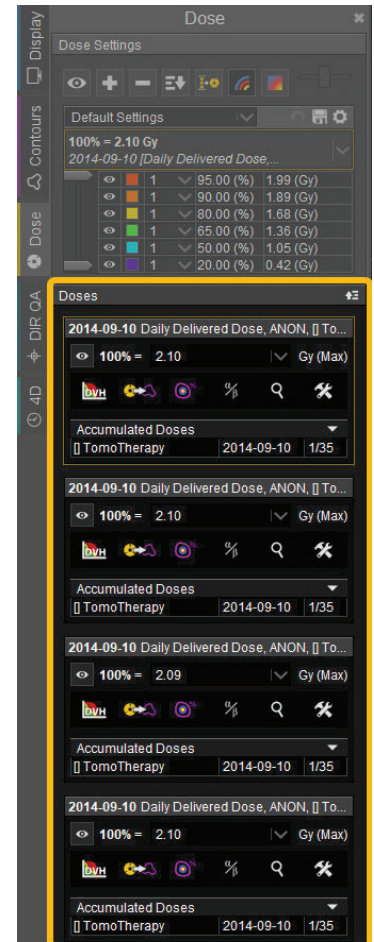 Dose
Dose Settings
Default Settings
100% = 2.10 Gy
2014-09-10 [Daily Delivered Dose,...
1 95.00 (%) 1.99 (Gy)
1 90.00 (%) 1.89 (Gy)
1 80.00 (%) 1.68 (Gy)
1 65.00 (%) 1.36 (Gy)
1 50.00 (%) 1.05 (Gy)
1 20.00 (%) 0.42 (Gy)
Display
Contours
Dose
DIR QA
4D
Doses
2014-09-10 Daily Delivered Dose, ANON, [] To...
100% = 2.10 Gy (Max)
DVH α/β
Accumulated Doses
[] TomoTherapy 2014-09-10 1/35
2014-09-10 Daily Delivered Dose, ANON, [] To...
100% = 2.10 Gy (Max)
DVH α/β
Accumulated Doses
[] TomoTherapy 2014-09-10 1/35
2014-09-10 Daily Delivered Dose, ANON, [] To...
100% = 2.09 Gy (Max)
DVH α/β
Accumulated Doses
[] TomoTherapy 2014-09-10 1/35
2014-09-10 Daily Delivered Dose, ANON, [] To...
100% = 2.10 Gy (Max)
DVH α/β
Accumulated Doses
[] TomoTherapy 2014-09-10 1/35